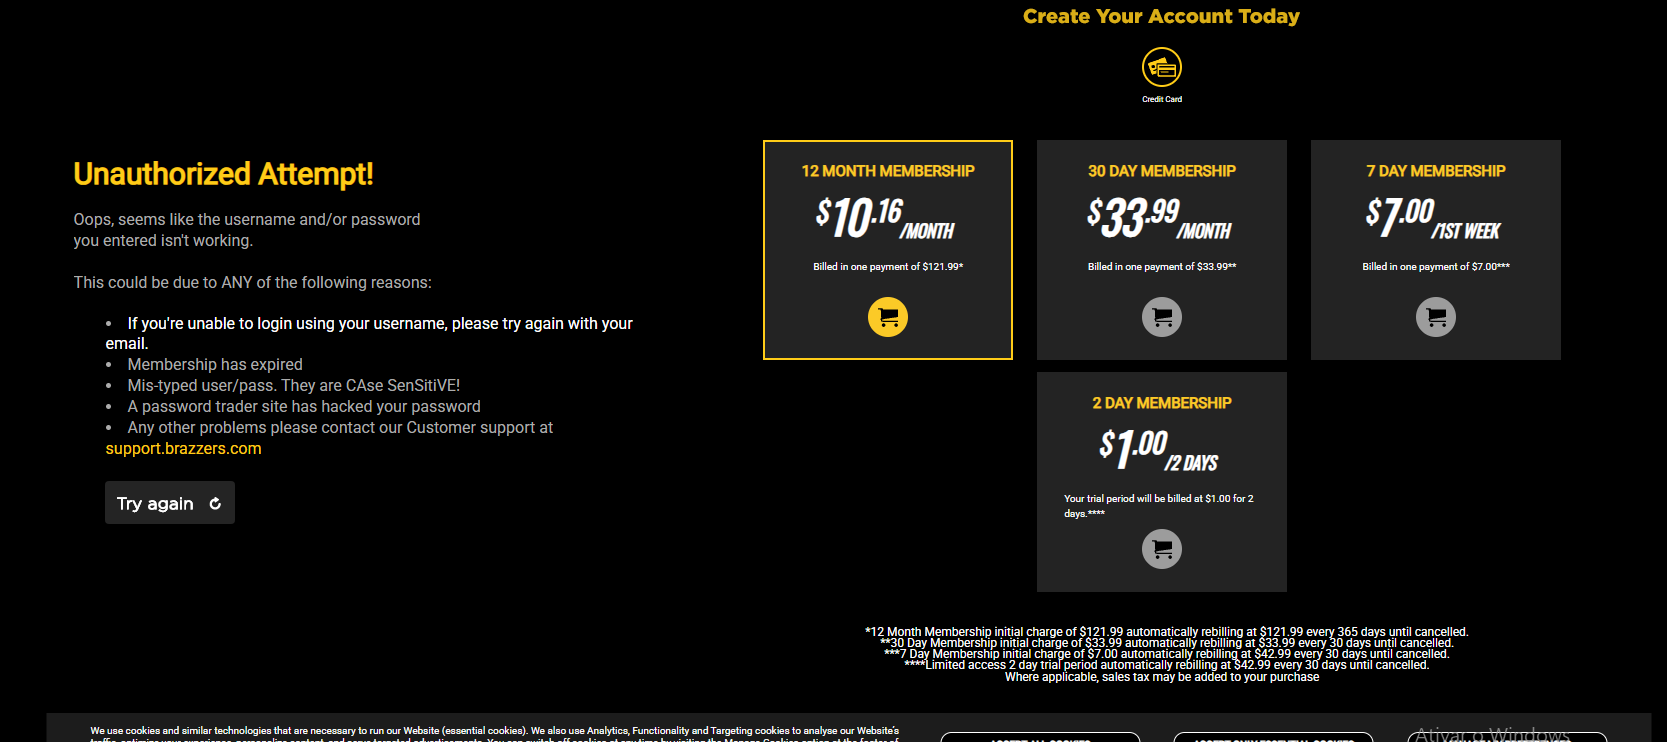 Create Your Account Today
Credit Card
Unauthorized Attempt!
Oops, seems like the username and/or password
you entered isn't working.
This could be due to ANY of the following reasons:
• If you're unable to login using your username, please try again with your
email.
• Membership has expired
• Mis-typed user/pass. They are CAse SenSitiVE!
• A password trader site has hacked your password
• Any other problems please contact our Customer support at
support.brazzers.com
Try again
12 MONTH MEMBERSHIP
$10.16/MONTH
Billed in one payment of $121.99*
30 DAY MEMBERSHIP
$33.99/MONTH
Billed in one payment of $33.99**
7 DAY MEMBERSHIP
$7.00/1ST WEEK
Billed in one payment of $7.00***
2 DAY MEMBERSHIP
$1.00/2 DAYS
Your trial period will be billed at $1.00 for 2
days.****
*12 Month Membership initial charge of $121.99 automatically rebilling at $121.99 every 365 days until cancelled.
**30 Day Membership initial charge of $33.99 automatically rebilling at $33.99 every 30 days until cancelled.
***7 Day Membership initial charge of $7.00 automatically rebilling at $42.99 every 30 days until cancelled.
****Limited access 2 day trial period automatically rebilling at $42.99 every 30 days until cancelled.
Where applicable, sales tax may be added to your purchase
We use cookies and similar technologies that are necessary to run our Website (essential cookies). We also use Analytics, Functionality and Targeting cookies to analyse our Website's
Ativar o Windows